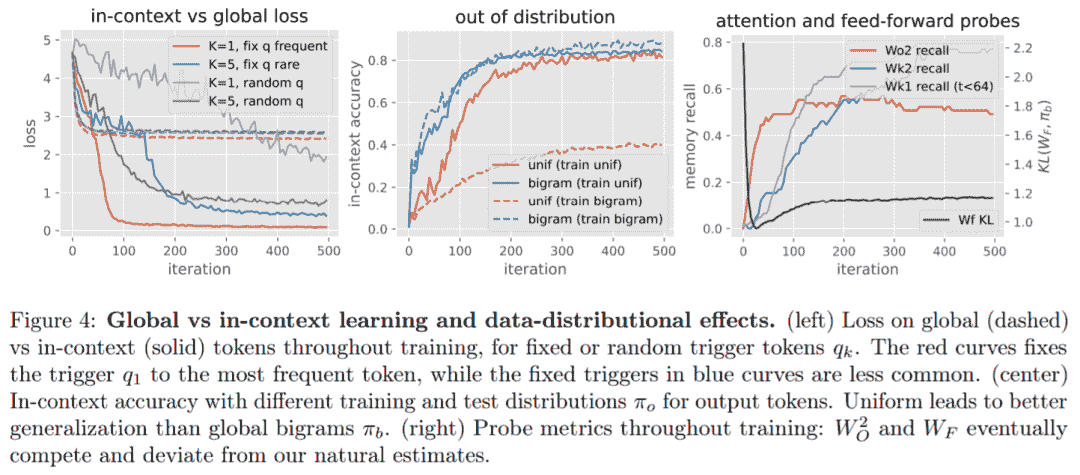 in-context vs global loss
5
4
3
2
1
0
loss
K=1, fix q frequent
K=5, fix q rare
K=1, random q
K=5, random q
0 100 200 300 400 500
iteration
out of distribution
0.8
0.6
0.4
0.2
0.0
in-context accuracy
unif (train unif)
bigram (train unif)
unif (train bigram)
bigram (train bigram)
0 100 200 300 400 500
iteration
attention and feed-forward probes
0.8
0.6
0.4
0.2
0.0
memory recall
Wo2 recall
Wk2 recall
Wk1 recall (t<64)
Wf KL
2.2
2.0
1.8
1.6
1.4
1.2
1.0
KL(W_F, π_b)
0 100 200 300 400 500
iteration
Figure 4: Global vs in-context learning and data-distributional effects. (left) Loss on global (dashed)
vs in-context (solid) tokens throughout training, for fixed or random trigger tokens q_k. The red curves fixes
the trigger q_1 to the most frequent token, while the fixed triggers in blue curves are less common. (center)
In-context accuracy with different training and test distributions π_o for output tokens. Uniform leads to better
generalization than global bigrams π_b. (right) Probe metrics throughout training: W_O^2 and W_F eventually
compete and deviate from our natural estimates.